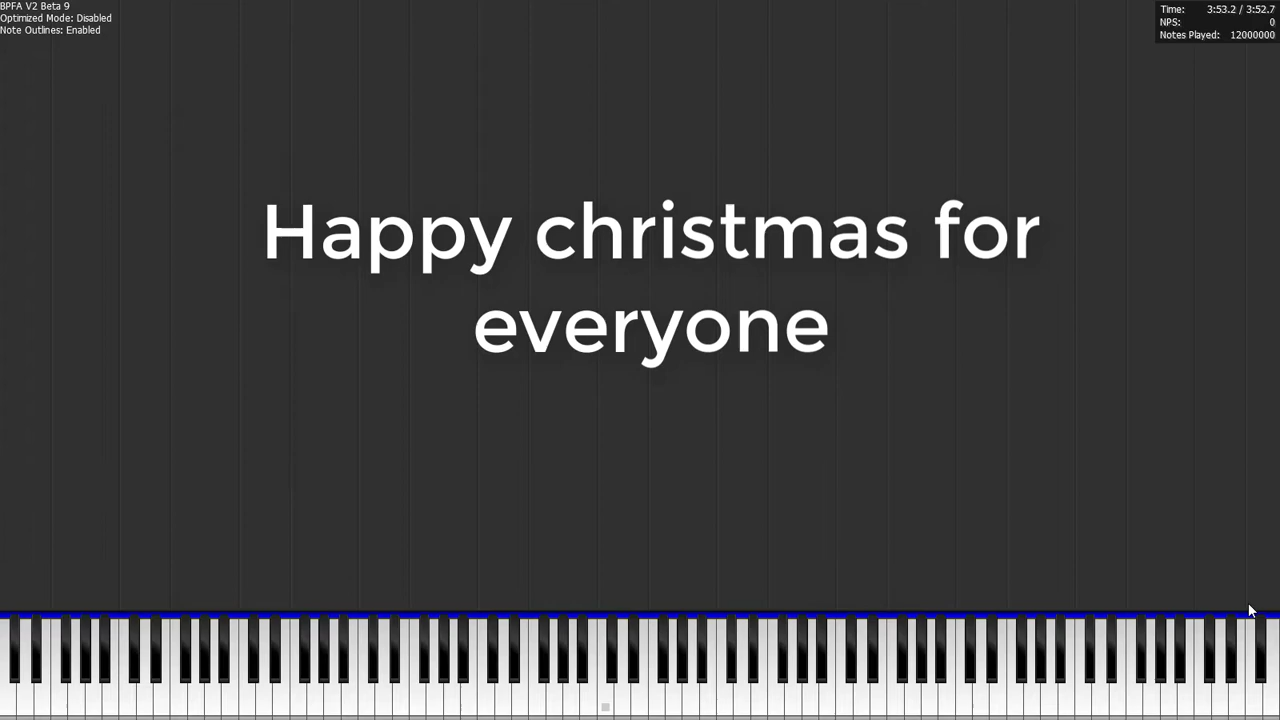 BPFA V2 Beta 9
Optimized Mode: Disabled
Note Outlines: Enabled
Time: 3:53.2 / 3:52.7
NPS: 0
Notes Played: 12000000
Happy christmas for
everyone